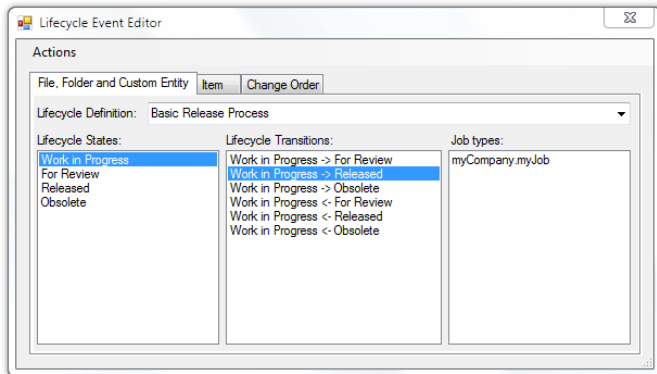 Lifecycle Event Editor
Actions
File, Folder and Custom Entity Item Change Order
Lifecycle Definition: Basic Release Process
Lifecycle States: Lifecycle Transitions: Job types:
Work in Progress Work in Progress -> For Review myCompany.myJob
For Review Work in Progress -> Released
Released Work in Progress -> Obsolete
Obsolete Work in Progress <- For Review
Work in Progress <- Released
Work in Progress <- Obsolete